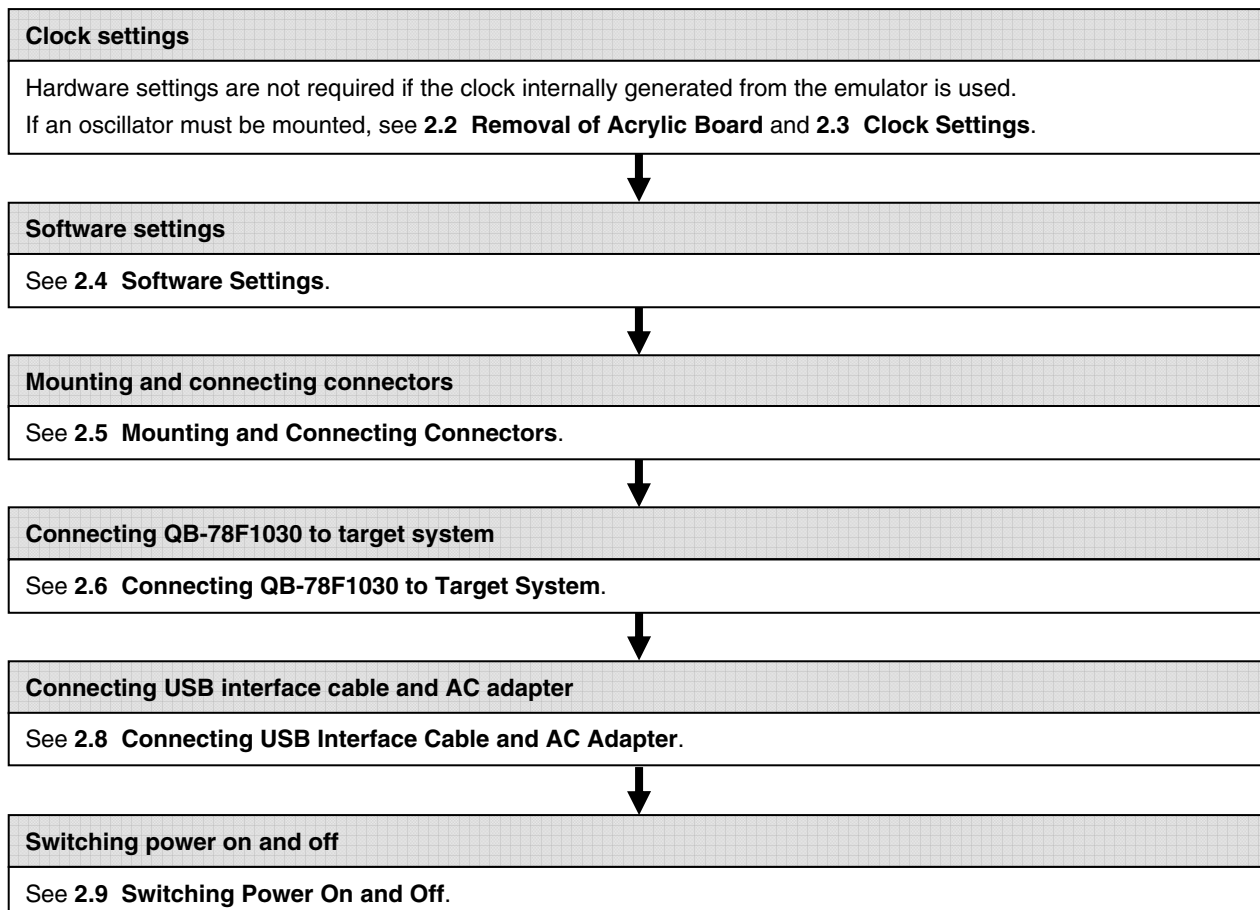 Clock settings
Hardware settings are not required if the clock internally generated from the emulator is used.
If an oscillator must be mounted, see 2.2  Removal of Acrylic Board and 2.3  Clock Settings.
Software settings
See 2.4  Software Settings.
Mounting and connecting connectors
See 2.5  Mounting and Connecting Connectors.
Connecting QB-78F1030 to target system
See 2.6  Connecting QB-78F1030 to Target System.
Connecting USB interface cable and AC adapter
See 2.8  Connecting USB Interface Cable and AC Adapter.
Switching power on and off
See 2.9  Switching Power On and Off.